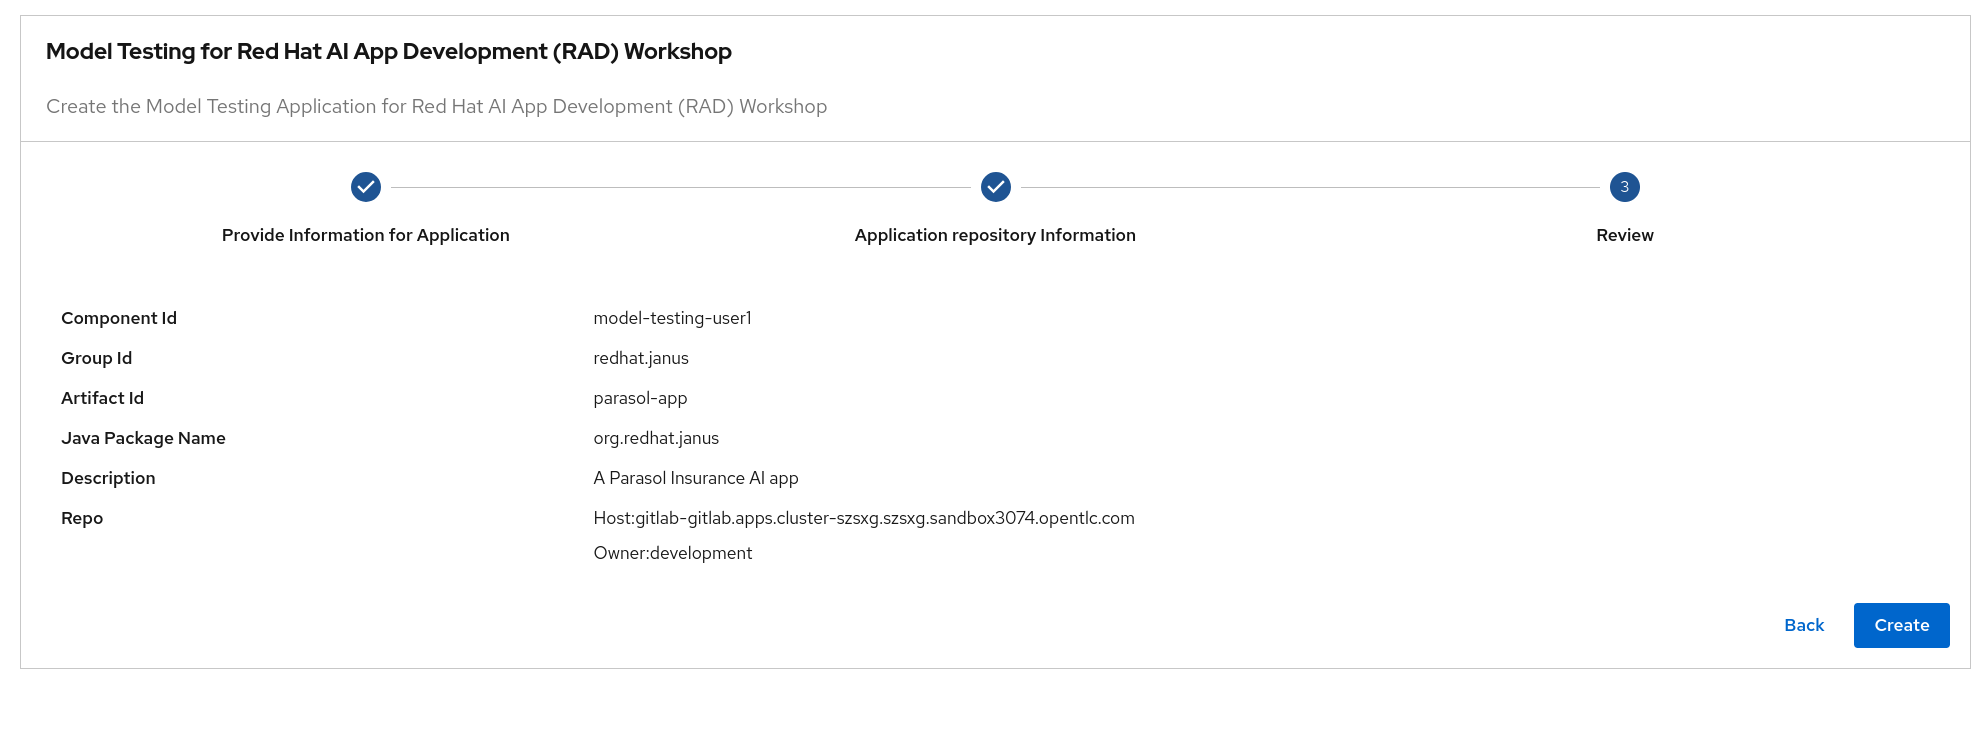 Model Testing for Red Hat AI App Development (RAD) Workshop
Create the Model Testing Application for Red Hat AI App Development (RAD) Workshop
3
Provide Information for Application
Application repository Information
Review
Component Id model-testing-user1
Group Id redhat.janus
Artifact Id parasol-app
Java Package Name org.redhat.janus
Description A Parasol Insurance AI app
Repo Host:gitlab-gitlab.apps.cluster-szsxg.szsxg.sandbox3074.opentlc.com
Owner:development
Back Create